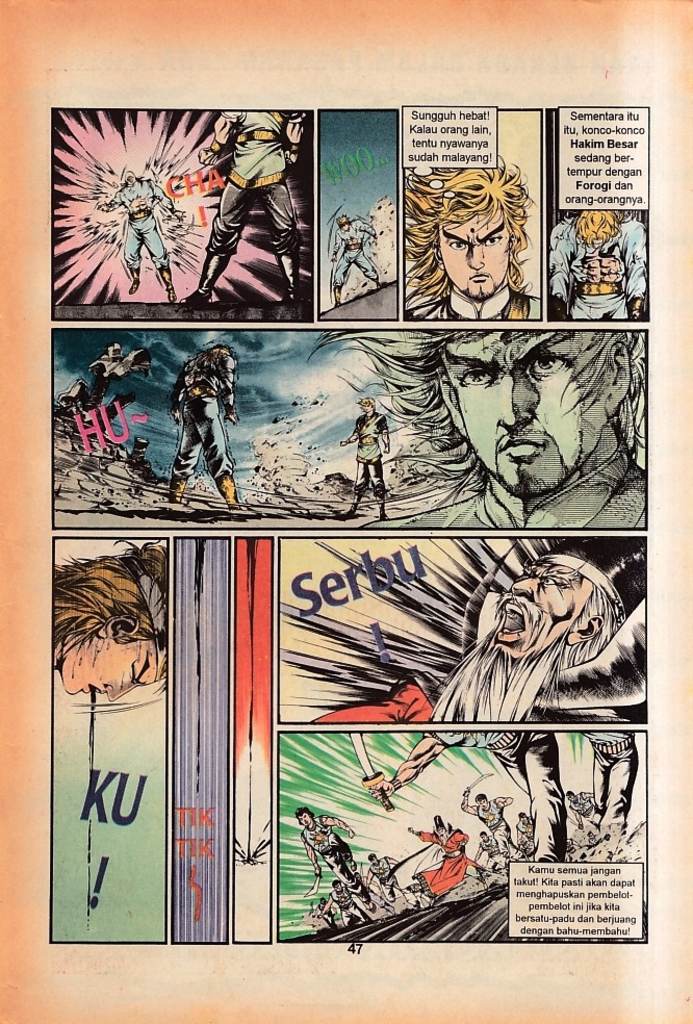 CHA
!
WOO...
Sungguh hebat!
Kalau orang lain,
tentu nyawanya
sudah malayang!
Sementara itu
itu, konco-konco
Hakim Besar
sedang ber-
tempur dengan
Forogi dan
orang-orangnya.
HU~
KU
!
TIK
TIK
Serbu
!
Kamu semua jangan
takut! Kita pasti akan dapat
menghapuskan pembelot-
pembelot ini jika kita
bersatu-padu dan berjuang
dengan bahu-membahu!
47